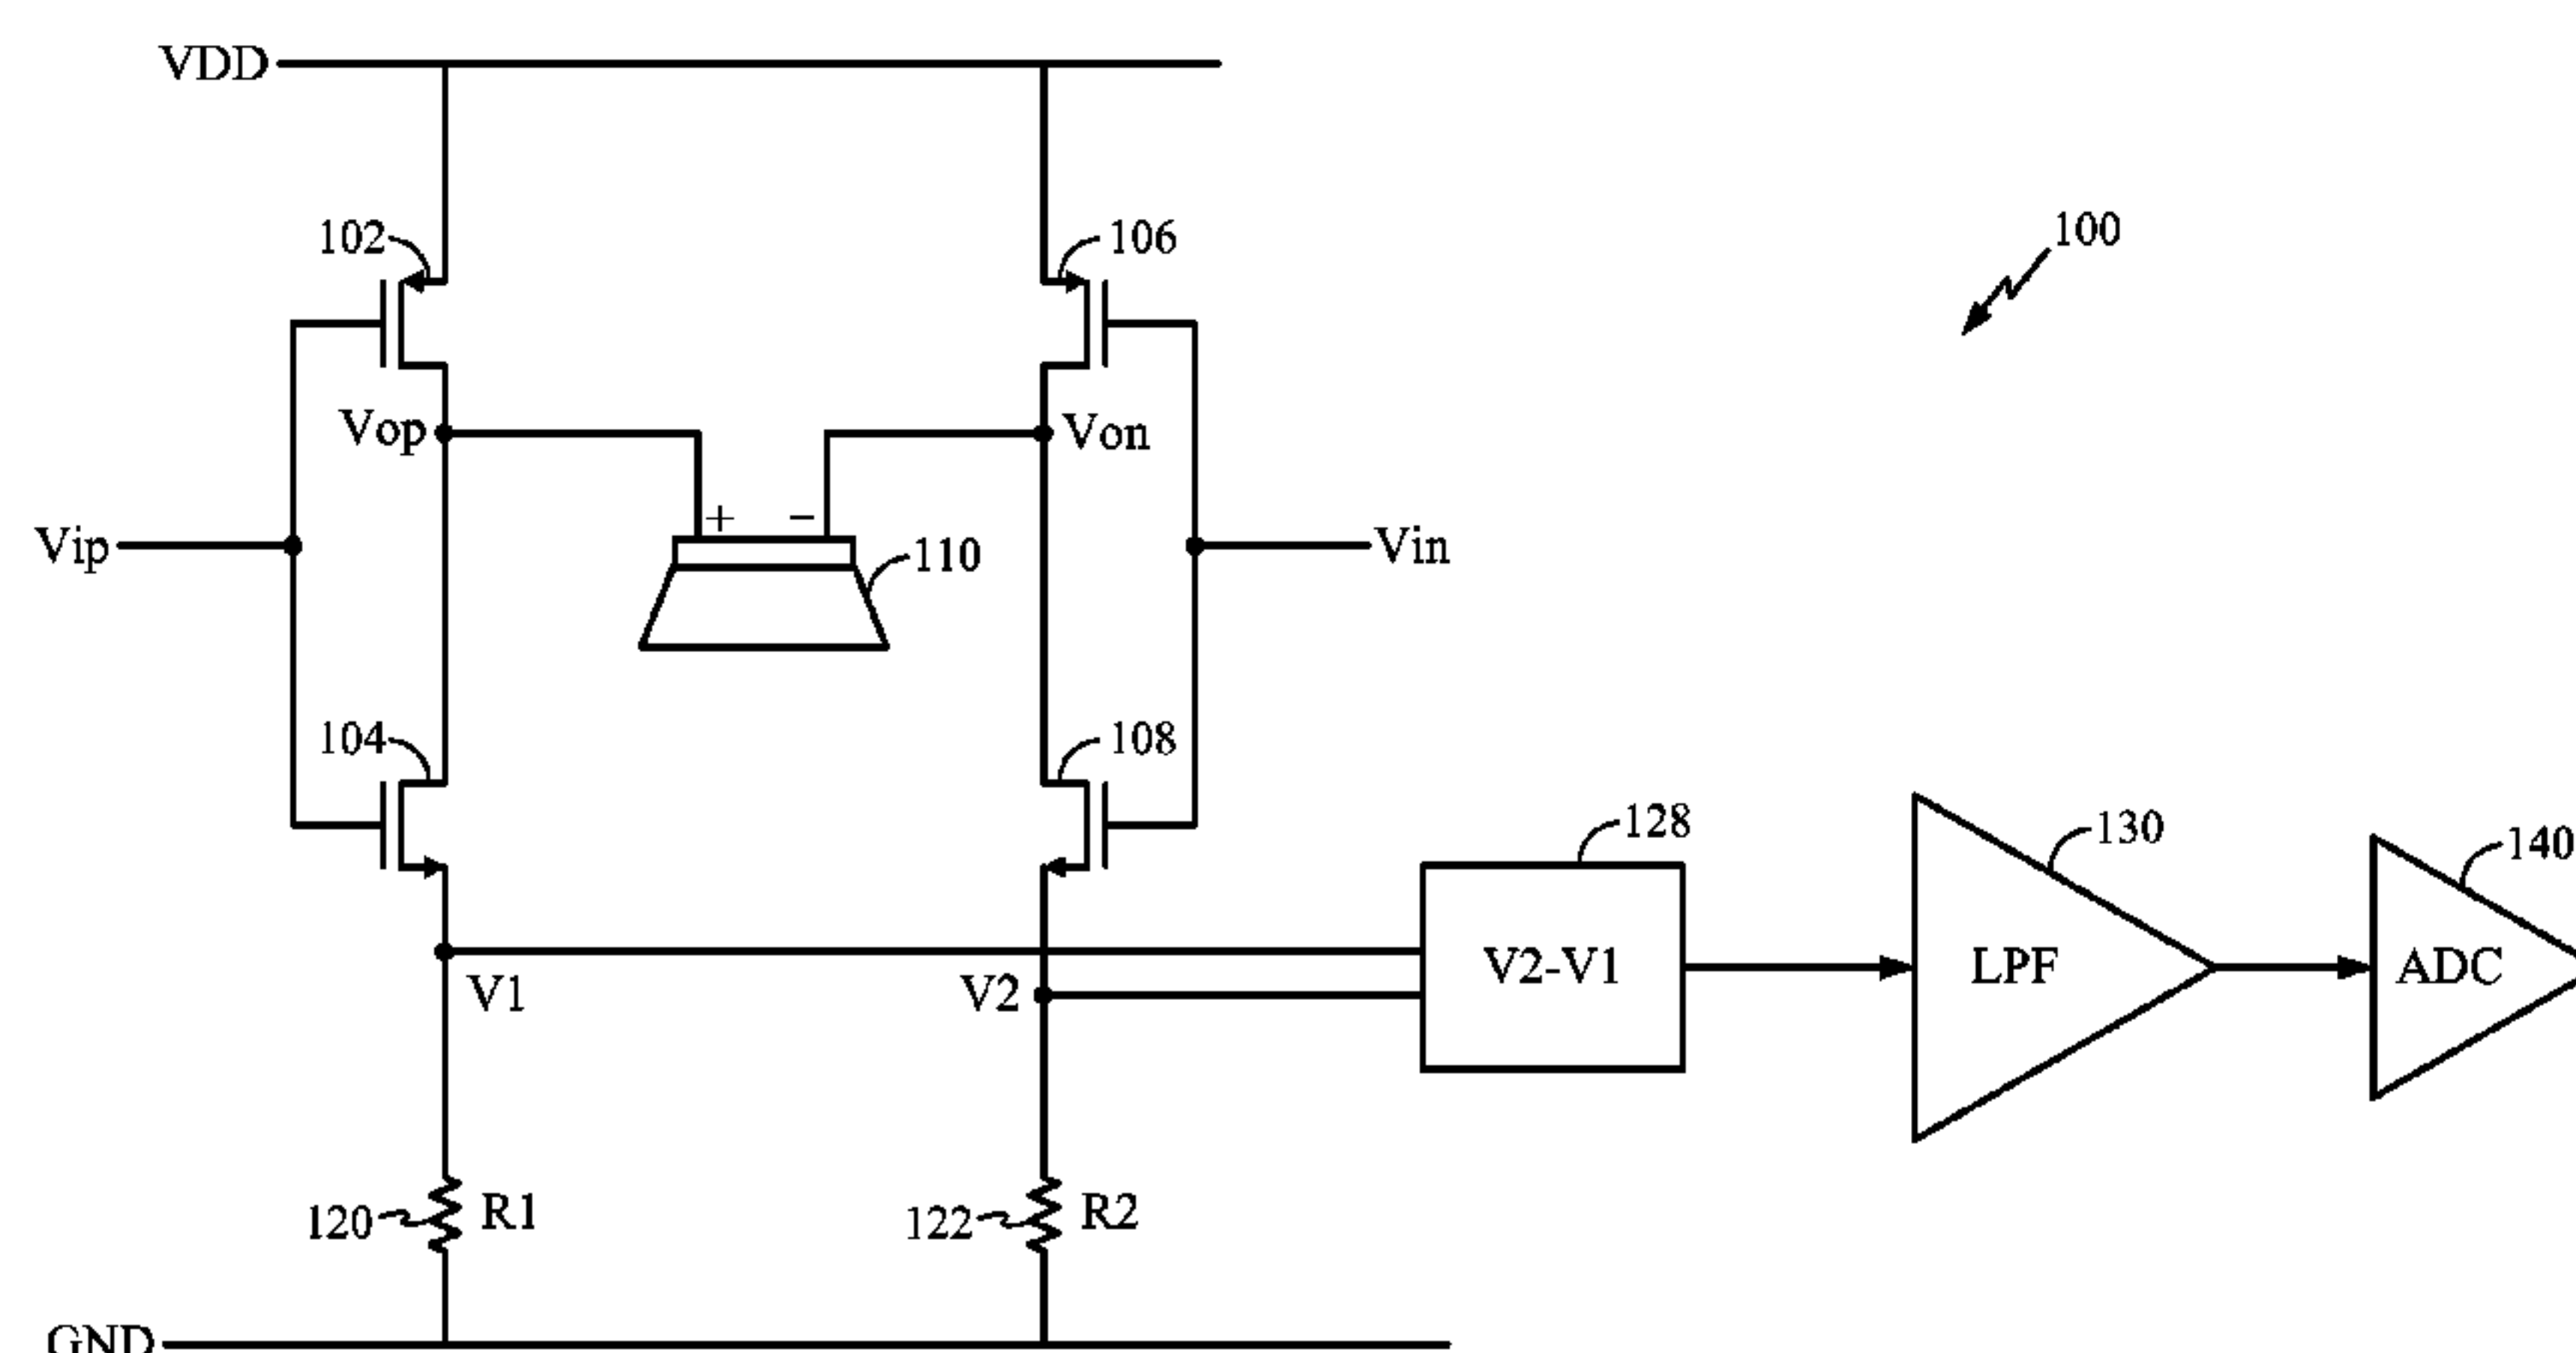 VDD
102
106
100
Vop
Von
Vip
+
−
110
Vin
104
108
128
130
140
V1
V2
V2-V1
LPF
ADC
120
R1
122
R2
GND